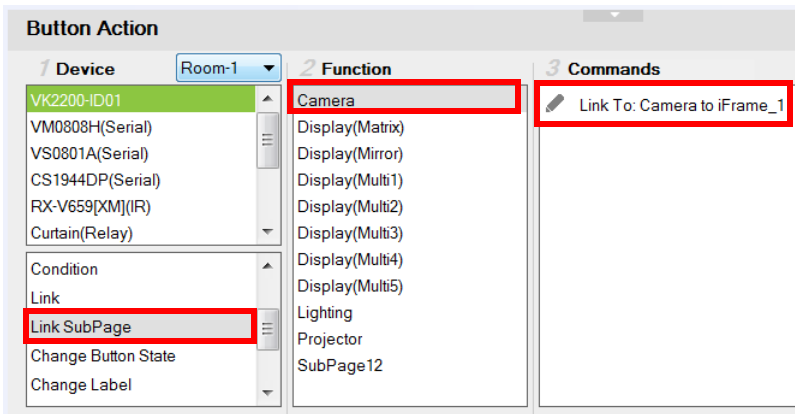 Button Action
1 Device
Room-1
VK2200-ID01
VM0808H(Serial)
VS0801A(Serial)
CS1944DP(Serial)
RX-V659[XM](IR)
Curtain(Relay)
Condition
Link
Link SubPage
Change Button State
Change Label
2 Function
Camera
Display(Matrix)
Display(Mirror)
Display(Multi1)
Display(Multi2)
Display(Multi3)
Display(Multi4)
Display(Multi5)
Lighting
Projector
SubPage12
3 Commands
Link To: Camera to iFrame_1